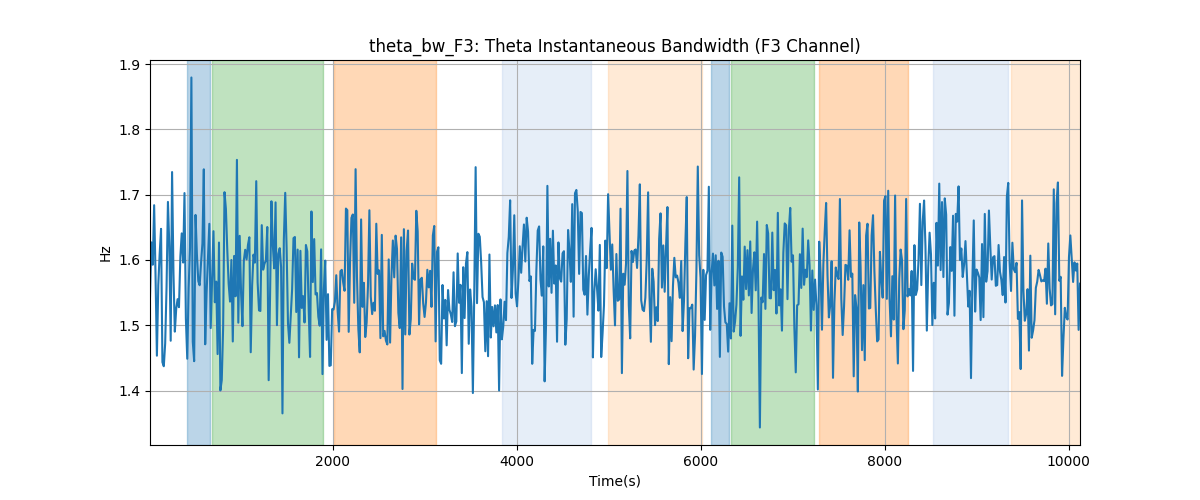 theta_bw_F3: Theta Instantaneous Bandwidth (F3 Channel)
1.9
1.8
1.7
1.6
1.5
1.4
Hz
2000 4000 6000 8000 10000
Time(s)